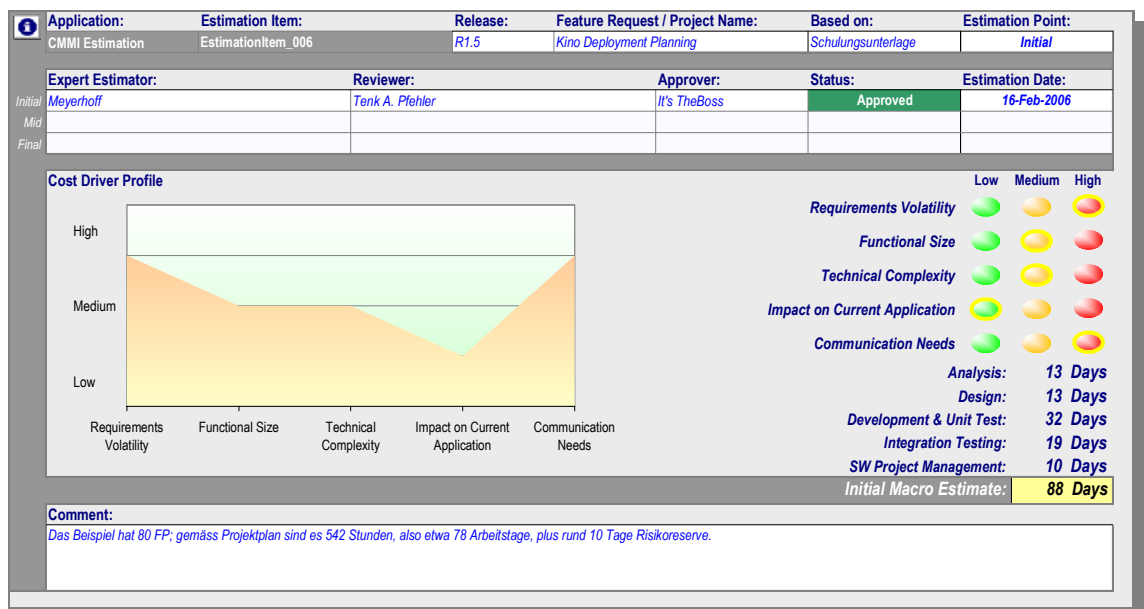 Application: Estimation Item: Release: Feature Request / Project Name: Based on: Estimation Point:
CMMI Estimation EstimationItem_006 R1.5 Kino Deployment Planning Schulungsunterlage Initial
Expert Estimator: Reviewer: Approver: Status: Estimation Date:
Initial Meyerhoff Tenk A. Pfehler It's TheBoss Approved 16-Feb-2006
Mid
Final
Cost Driver Profile Low Medium High
High
Medium
Low
Requirements Volatility
Functional Size
Technical Complexity
Impact on Current Application
Communication Needs
Requirements Volatility
Functional Size
Technical Complexity
Impact on Current Application
Communication Needs
Analysis: 13 Days
Design: 13 Days
Development & Unit Test: 32 Days
Integration Testing: 19 Days
SW Project Management: 10 Days
Initial Macro Estimate: 88 Days
Comment:
Das Beispiel hat 80 FP; gemäss Projektplan sind es 542 Stunden, also etwa 78 Arbeitstage, plus rund 10 Tage Risikoreserve.